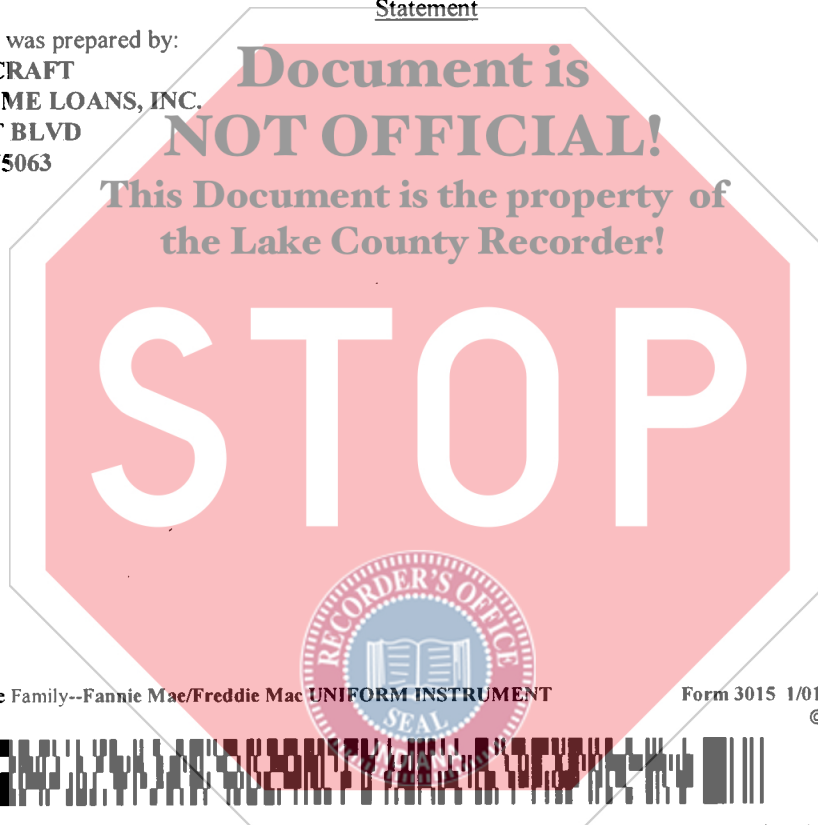 Statement
was prepared by:
CRAFT
ME LOANS, INC.
BLVD
5063
Document is
NOT OFFICIAL!
This Document is the property of
the Lake County Recorder!
STOP
RECORDER'S OFFICE
SEAL
INDIANA
Family--Fannie Mae/Freddie Mac UNIFORM INSTRUMENT
Form 3015 1/01
©